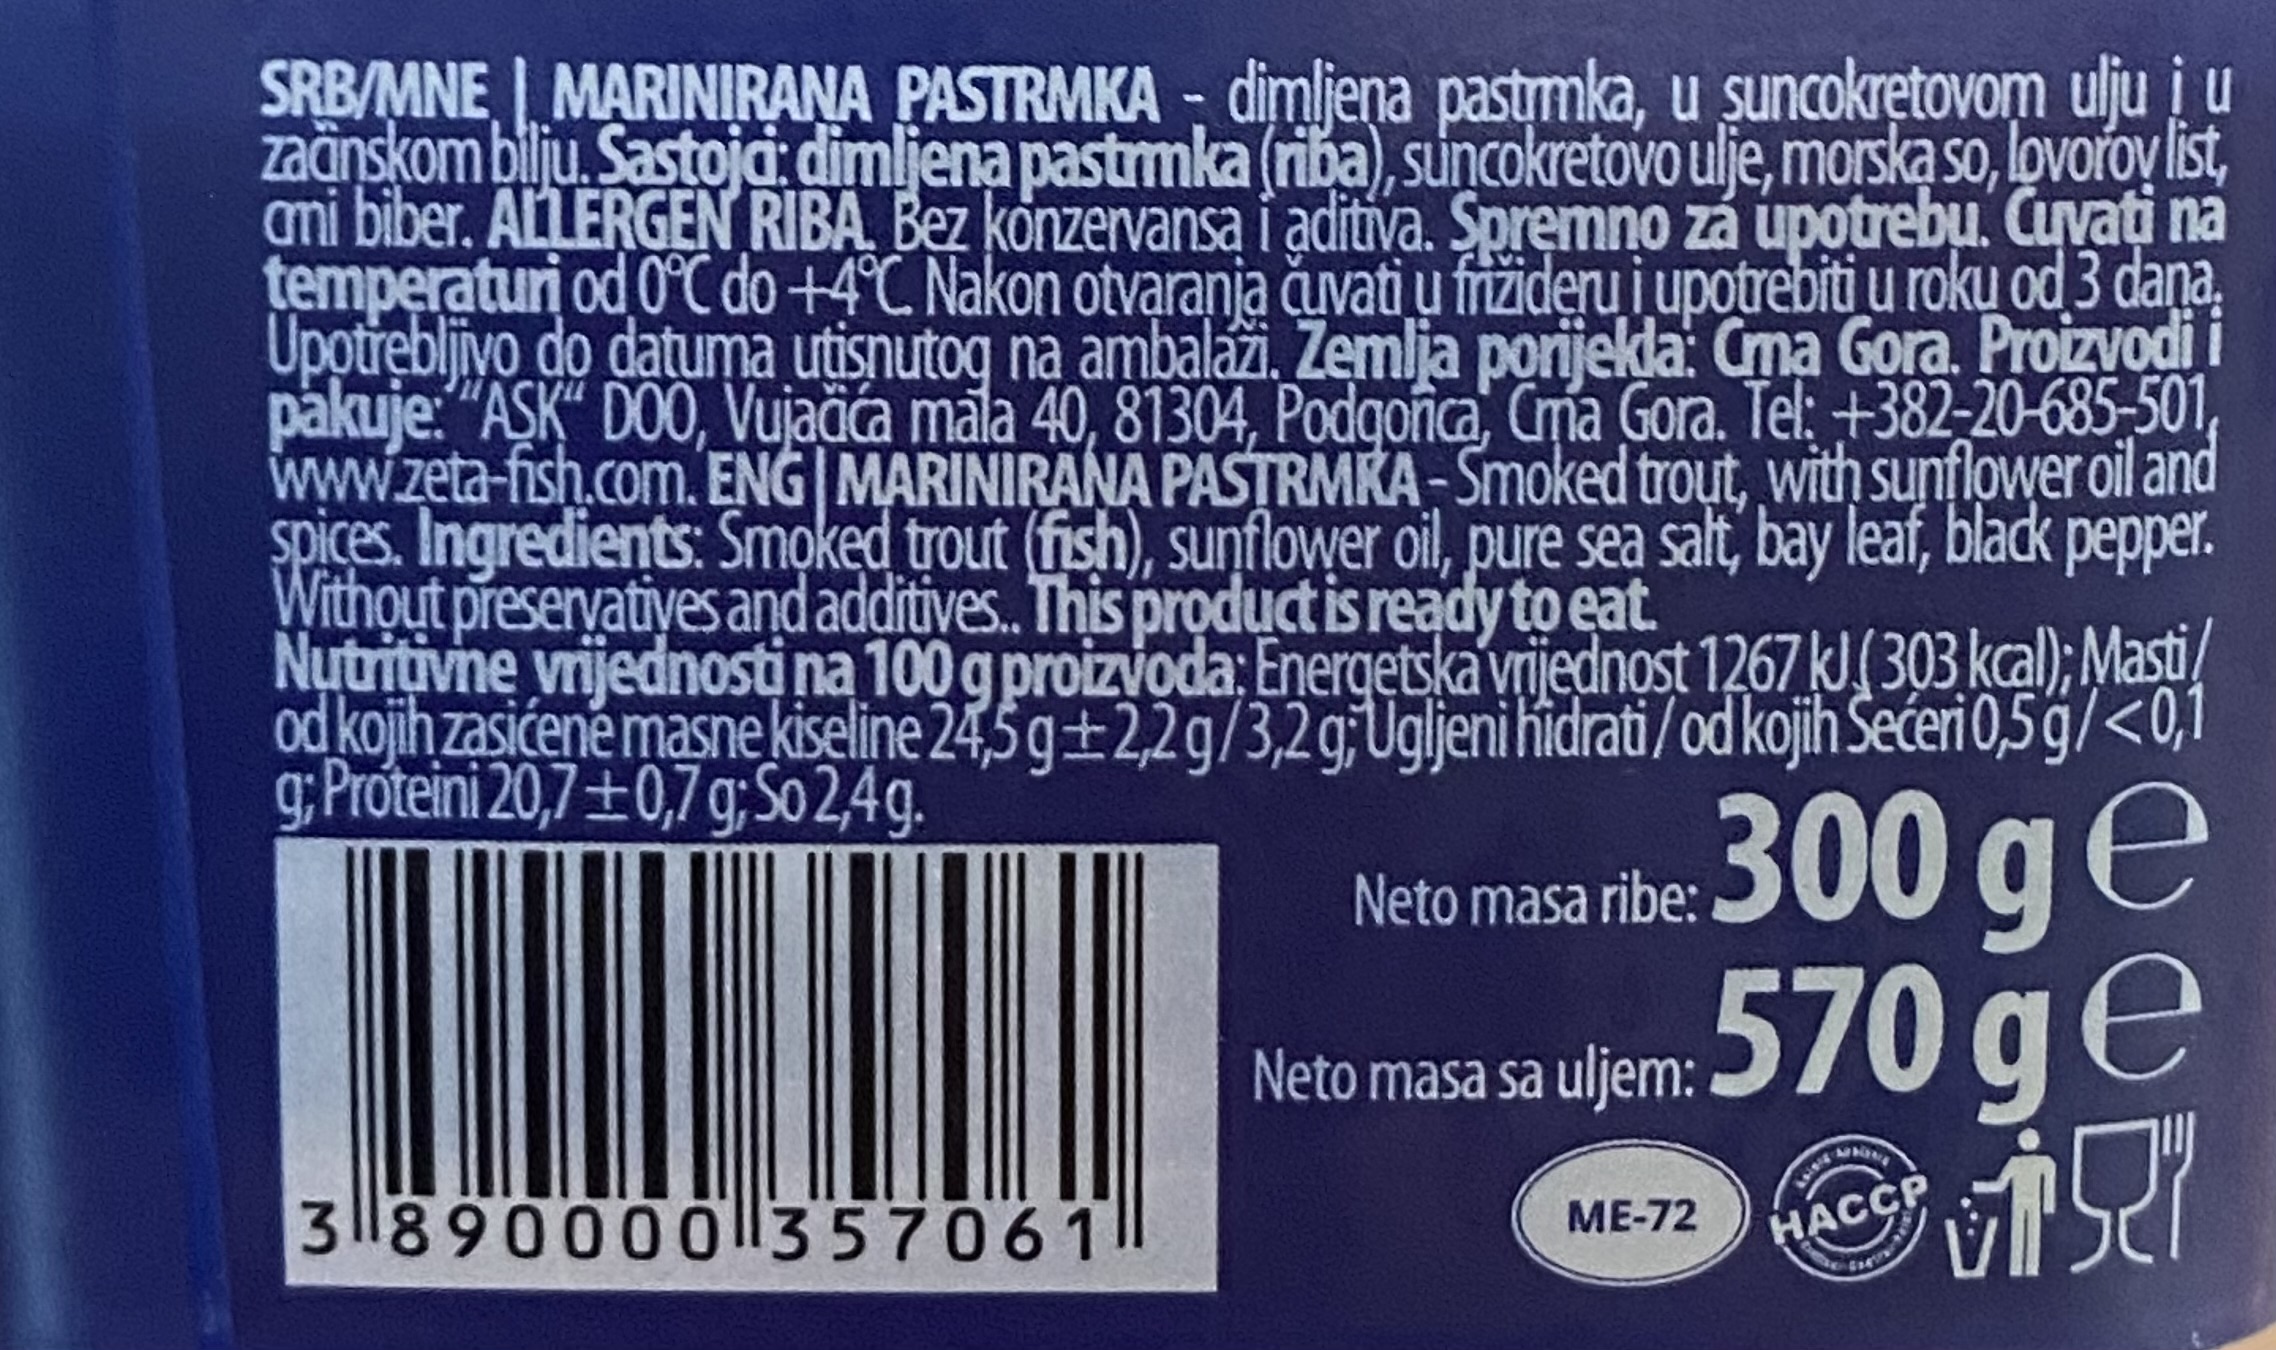 SRB/MNE | MARINIRANA PASTRMKA - dimljena pastrmka, u suncokretovom ulju i u
začinskom bilju. Sastojci: dimljena pastrmka (riba), suncokretovo ulje, morska so, lovorov list,
crni biber. ALLERGEN RIBA. Bez konzervansa i aditiva. Spremno za upotrebu. Čuvati na
temperaturi od 0°C do +4°C. Nakon otvaranja čuvati u frižideru i upotrebiti u roku od 3 dana.
Upotrebljivo do datuma utisnutog na ambalaži. Zemlja porijekla: Crna Gora. Proizvodi i
pakuje: "ASK" DOO, Vujačića mala 40, 81304, Podgorica, Crna Gora. Tel: +382-20-685-501,
www.zeta-fish.com. ENG | MARINIRANA PASTRMKA - Smoked trout, with sunflower oil and
spices. Ingredients: Smoked trout (fish), sunflower oil, pure sea salt, bay leaf, black pepper.
Without preservatives and additives.. This product is ready to eat.
Nutritivne vrijednosti na 100 g proizvoda: Energetska vrijednost 1267 kJ ( 303 kcal); Masti /
od kojih zasićene masne kiseline 24,5 g ± 2,2 g / 3,2 g; Ugljeni hidrati / od kojih Šećeri 0,5 g / <0,1
g; Proteini 20,7 ± 0,7 g; So 2,4 g.
Neto masa ribe: 300 g ℮
Neto masa sa uljem: 570 g ℮
3 890000 357061
ME-72
HACCP